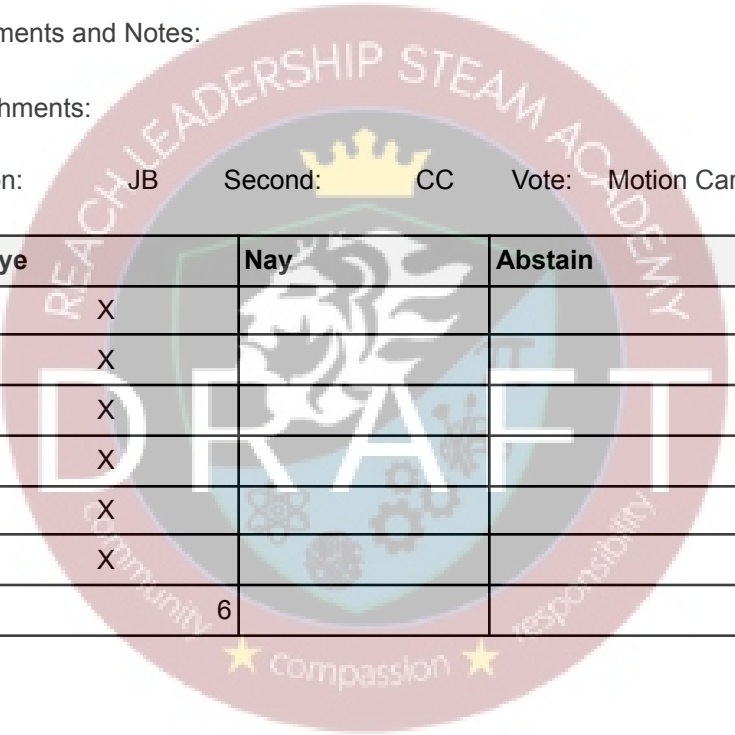 ments and Notes:
hments:
on: JB Second: CC Vote: Motion Car
ye Nay Abstain
X
X
X
X
X
X
6
REACH LEADERSHIP STEAM ACADEMY
DRAFT
community ★ compassion ★ responsibility